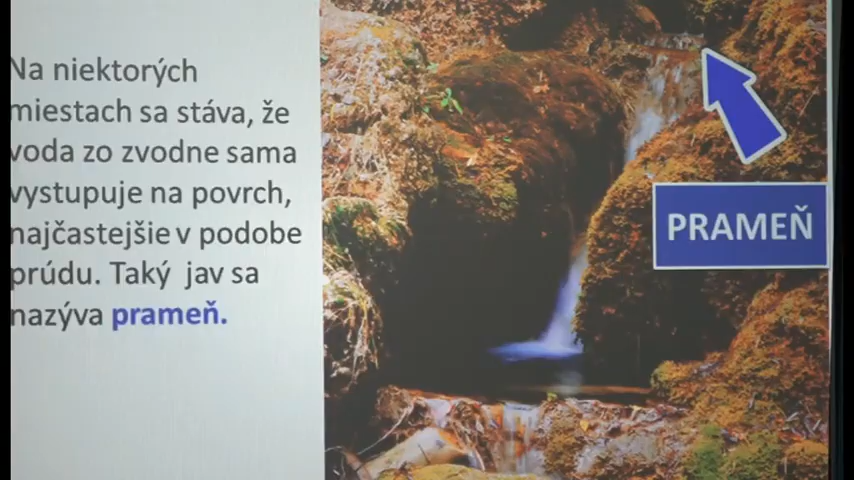 Na niektorých
miestach sa stáva, že
voda zo zvodne sama
vystupuje na povrch,
najčastejšie v podobe
prúdu. Taký jav sa
nazýva prameň.
PRAMEŇ